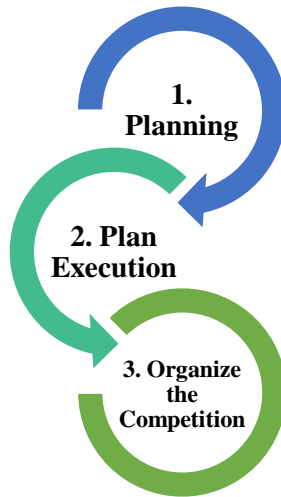 1.
Planning
2. Plan
Execution
3. Organize
the
Competition